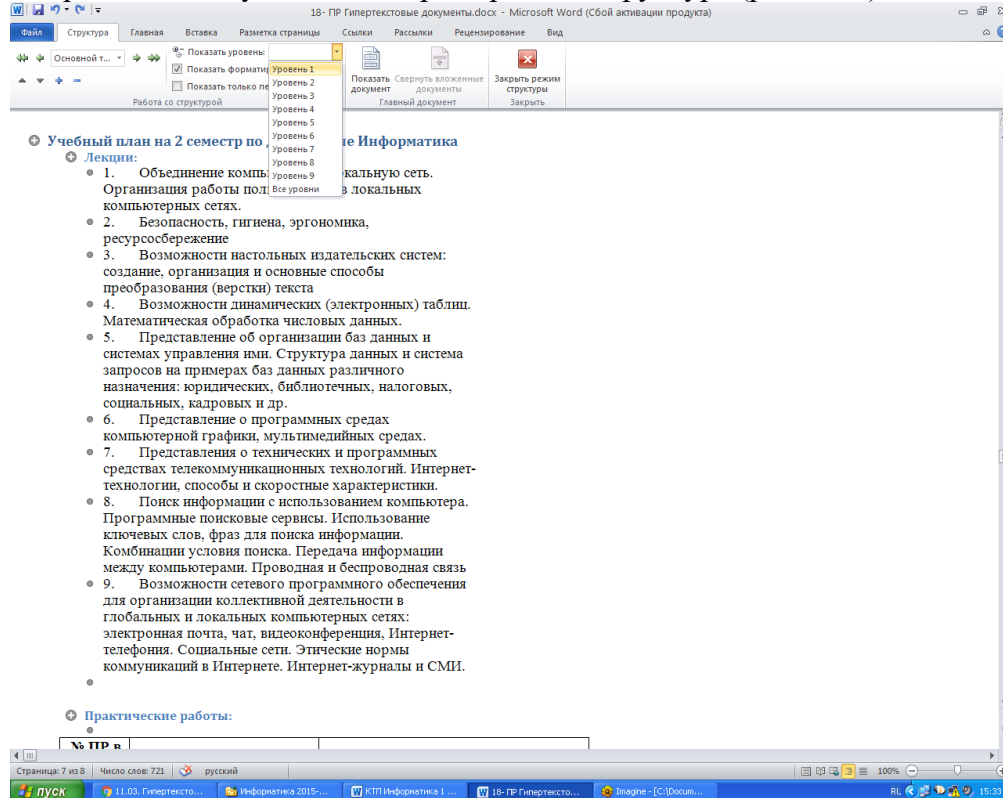 18- ПР Гипертекстовые документы.docx - Microsoft Word (Сбой активации продукта)
Файл Структура Главная Вставка Разметка страницы Ссылки Рассылки Рецензирование Вид
Основной т... Показать уровень:
Показать форматир
Показать только пе
Уровень 1
Уровень 2
Уровень 3
Уровень 4
Уровень 5
Уровень 6
Уровень 7
Уровень 8
Уровень 9
Все уровни
Показать документ
Свернуть вложенные документы
Закрыть режим структуры
Работа со структурой Главный документ Закрыть
Учебный план на 2 семестр по д не Информатика
Лекции:
1. Объединение компь кальную сеть.
Организация работы пол в локальных
компьютерных сетях.
2. Безопасность, гигиена, эргономика,
ресурсосбережение
3. Возможности настольных издательских систем:
создание, организация и основные способы
преобразования (верстки) текста
4. Возможности динамических (электронных) таблиц.
Математическая обработка числовых данных.
5. Представление об организации баз данных и
системах управления ими. Структура данных и система
запросов на примерах баз данных различного
назначения: юридических, библиотечных, налоговых,
социальных, кадровых и др.
6. Представление о программных средах
компьютерной графики, мультимедийных средах.
7. Представления о технических и программных
средствах телекоммуникационных технологий. Интернет-
технологии, способы и скоростные характеристики.
8. Поиск информации с использованием компьютера.
Программные поисковые сервисы. Использование
ключевых слов, фраз для поиска информации.
Комбинации условия поиска. Передача информации
между компьютерами. Проводная и беспроводная связь
9. Возможности сетевого программного обеспечения
для организации коллективной деятельности в
глобальных и локальных компьютерных сетях:
электронная почта, чат, видеоконференция, Интернет-
телефония. Социальные сети. Этические нормы
коммуникаций в Интернете. Интернет-журналы и СМИ.
Практические работы:
№ ПР в
Страница: 7 из 8 Число слов: 721 русский 100%
пуск 11.03. Гипертексто... Информатика 2015-... КТП Информатика 1 ... 18- ПР Гипертексто... Imagine - [C:\Docum... RL 15:33